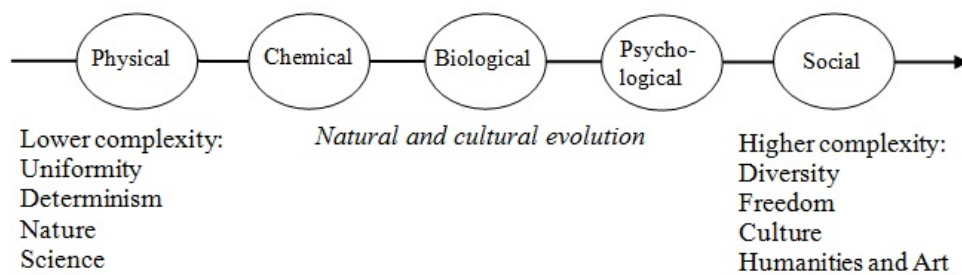 Physical
Chemical
Biological
Psycho-
logical
Social
Natural and cultural evolution
Lower complexity:
Uniformity
Determinism
Nature
Science
Higher complexity:
Diversity
Freedom
Culture
Humanities and Art